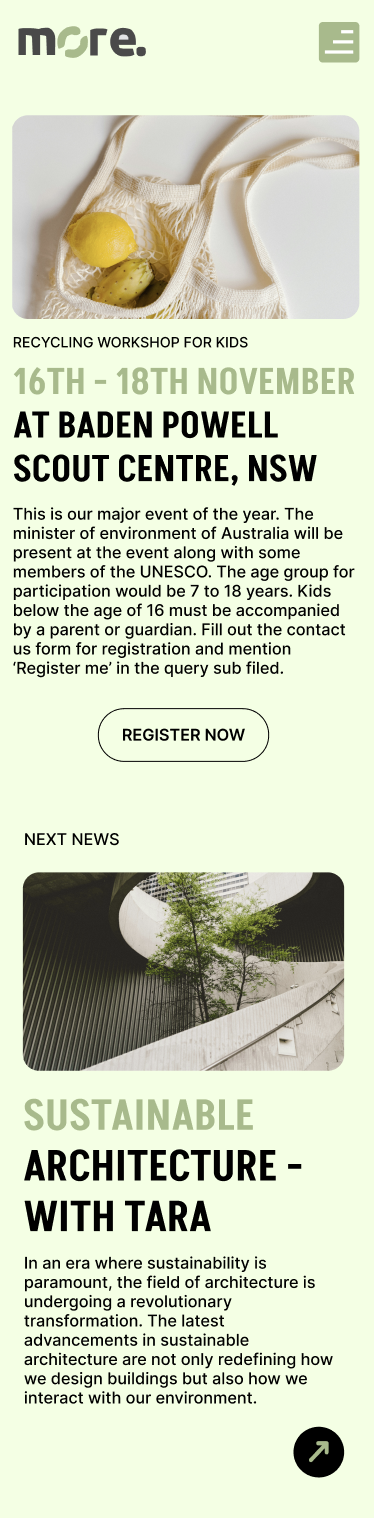 more.
RECYCLING WORKSHOP FOR KIDS
16TH - 18TH NOVEMBER
AT BADEN POWELL
SCOUT CENTRE, NSW
This is our major event of the year. The
minister of environment of Australia will be
present at the event along with some
members of the UNESCO. The age group for
participation would be 7 to 18 years. Kids
below the age of 16 must be accompanied
by a parent or guardian. Fill out the contact
us form for registration and mention
‘Register me’ in the query sub filed.
REGISTER NOW
NEXT NEWS
SUSTAINABLE
ARCHITECTURE -
WITH TARA
In an era where sustainability is
paramount, the field of architecture is
undergoing a revolutionary
transformation. The latest
advancements in sustainable
architecture are not only redefining how
we design buildings but also how we
interact with our environment.